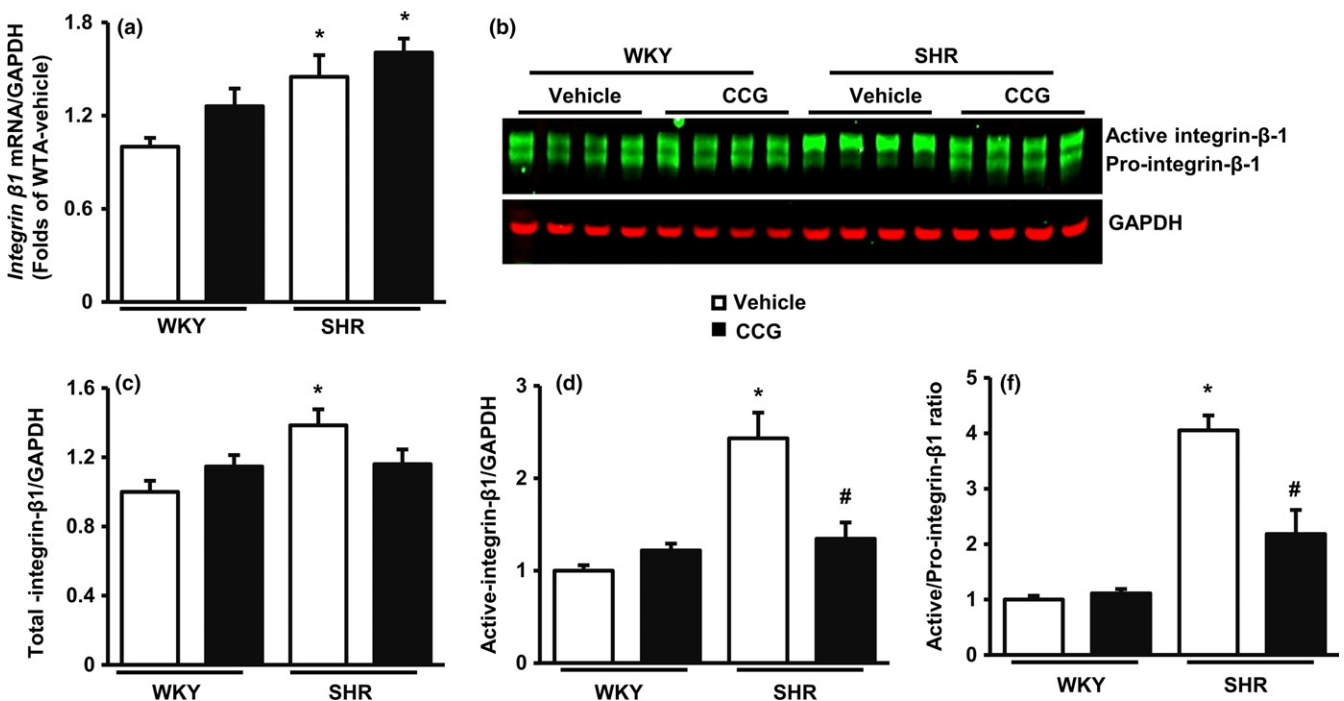 (a)
Integrin β1 mRNA/GAPDH
(Folds of WTA-vehicle)
1.8
1.2
0.6
0
*
*
WKY
SHR
(b)
WKY
SHR
Vehicle
CCG
Vehicle
CCG
Active integrin-β-1
Pro-integrin-β-1
GAPDH
Vehicle
CCG
(c)
Total -integrin-β1/GAPDH
1.6
1.2
0.8
0.4
0
*
WKY
SHR
(d)
Active-integrin-β1/GAPDH
3
2
1
0
*
#
WKY
SHR
(f)
Active/Pro-integrin-β1 ratio
5
4
3
2
1
0
*
#
WKY
SHR